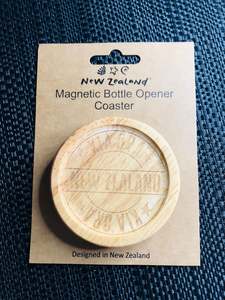 New Zealand
Magnetic Bottle Opener
Coaster
NEW ZEALAND
Designed in New Zealand